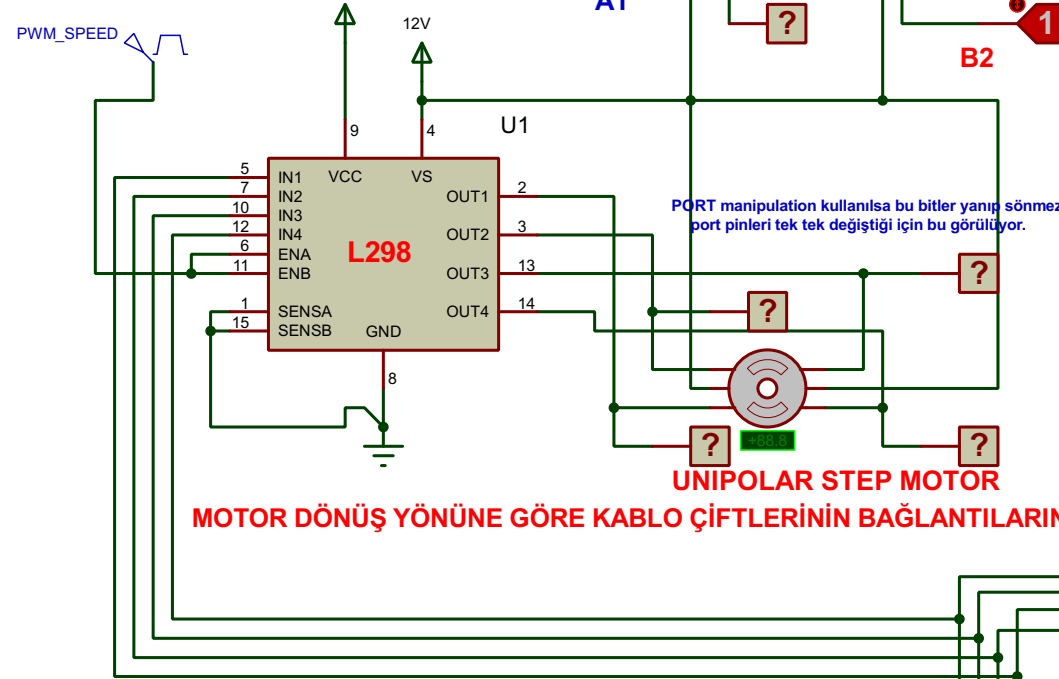 A1
12V
?
1
PWM_SPEED
B2
9
4
U1
5
IN1
VCC
VS
7
IN2
OUT1
2
10
IN3
PORT manipulation kullanılsa bu bitler yanıp sönmez
12
IN4
OUT2
3
port pinleri tek tek değiştiği için bu görülüyor.
6
ENA
L298
11
ENB
OUT3
13
?
1
SENSA
OUT4
14
?
15
SENSB
GND
8
+88.8
?
?
UNIPOLAR STEP MOTOR
MOTOR DÖNÜŞ YÖNÜNE GÖRE KABLO ÇİFTLERİNİN